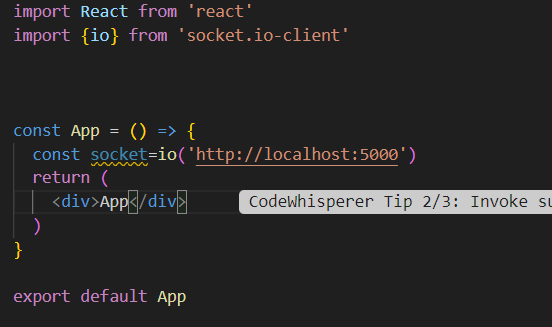 import React from 'react'
import {io} from 'socket.io-client'
const App = () => {
const socket=io('http://localhost:5000')
return (
<div>App</div>
CodeWhisperer Tip 2/3: Invoke
)
}
export default App